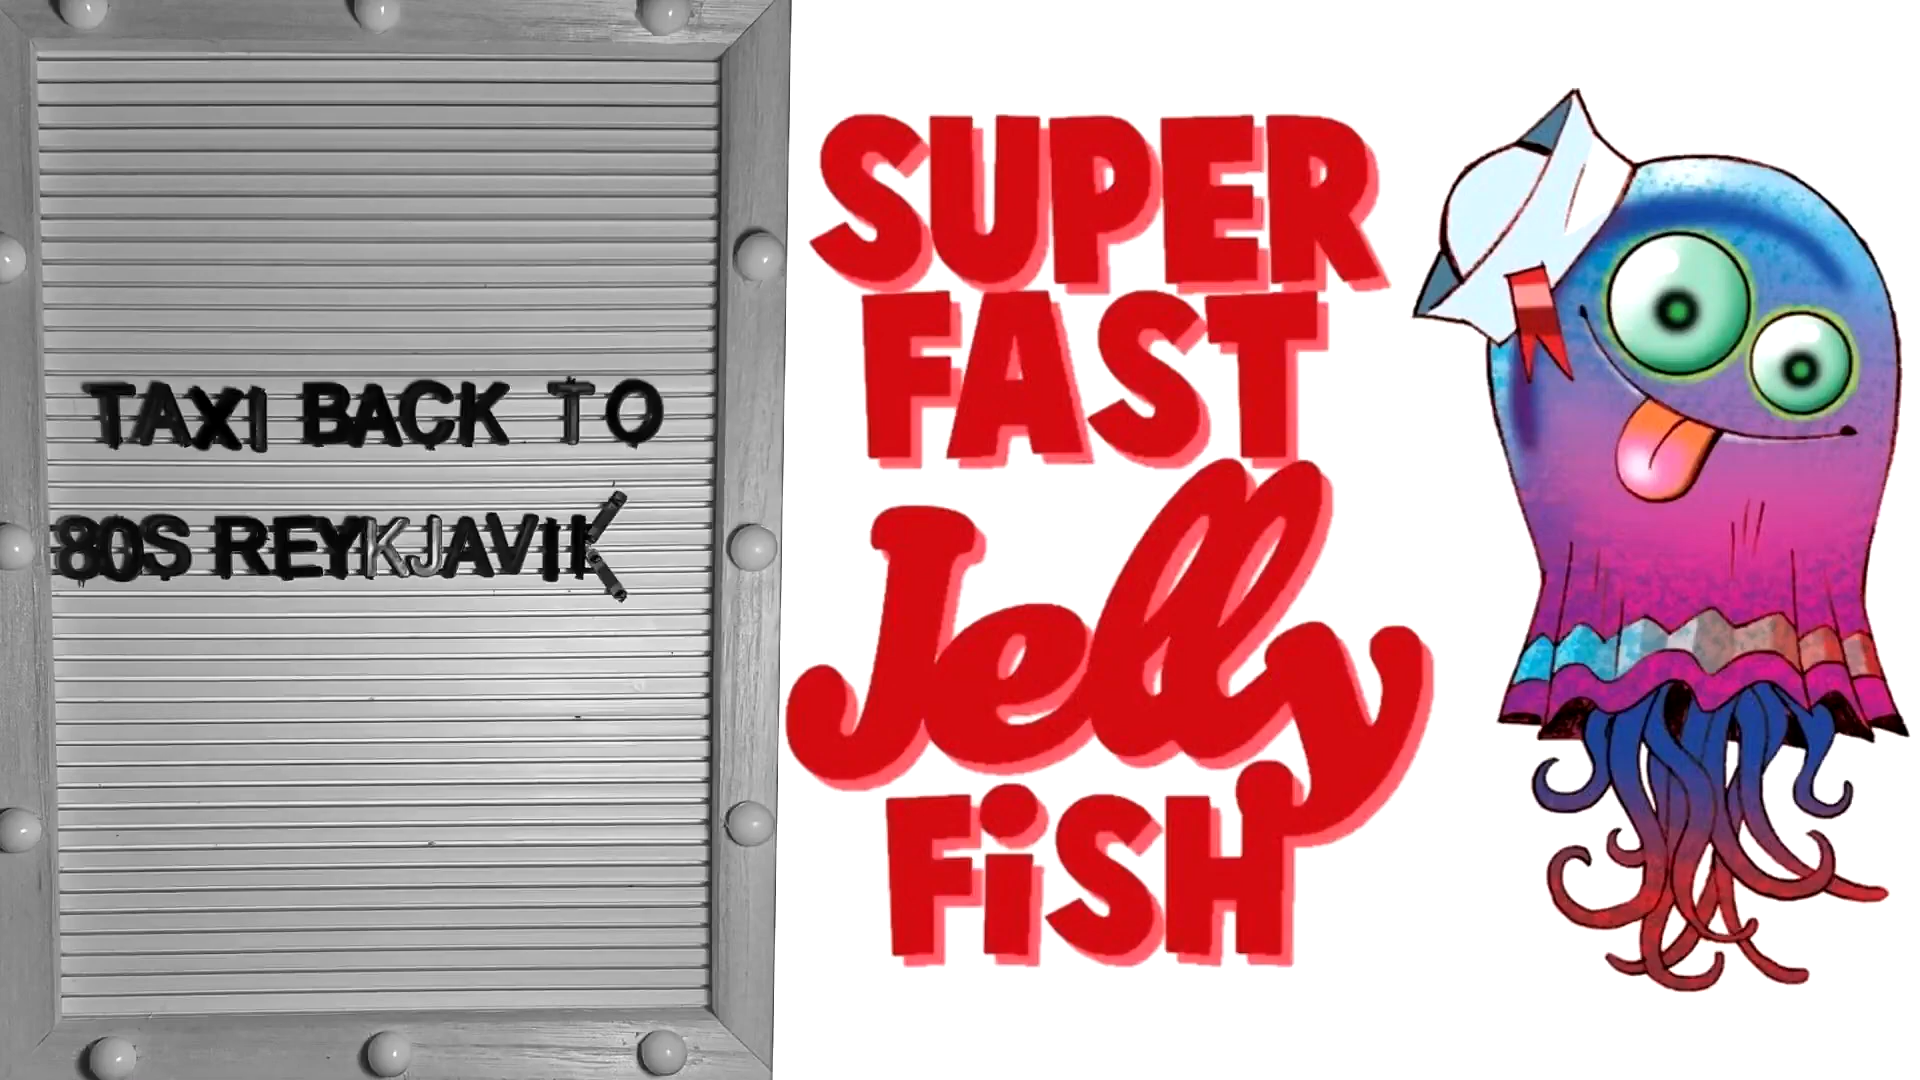 TAXI BACK TO
80S REYKJAVIK
SUPER
FAST
Jelly
FiSH